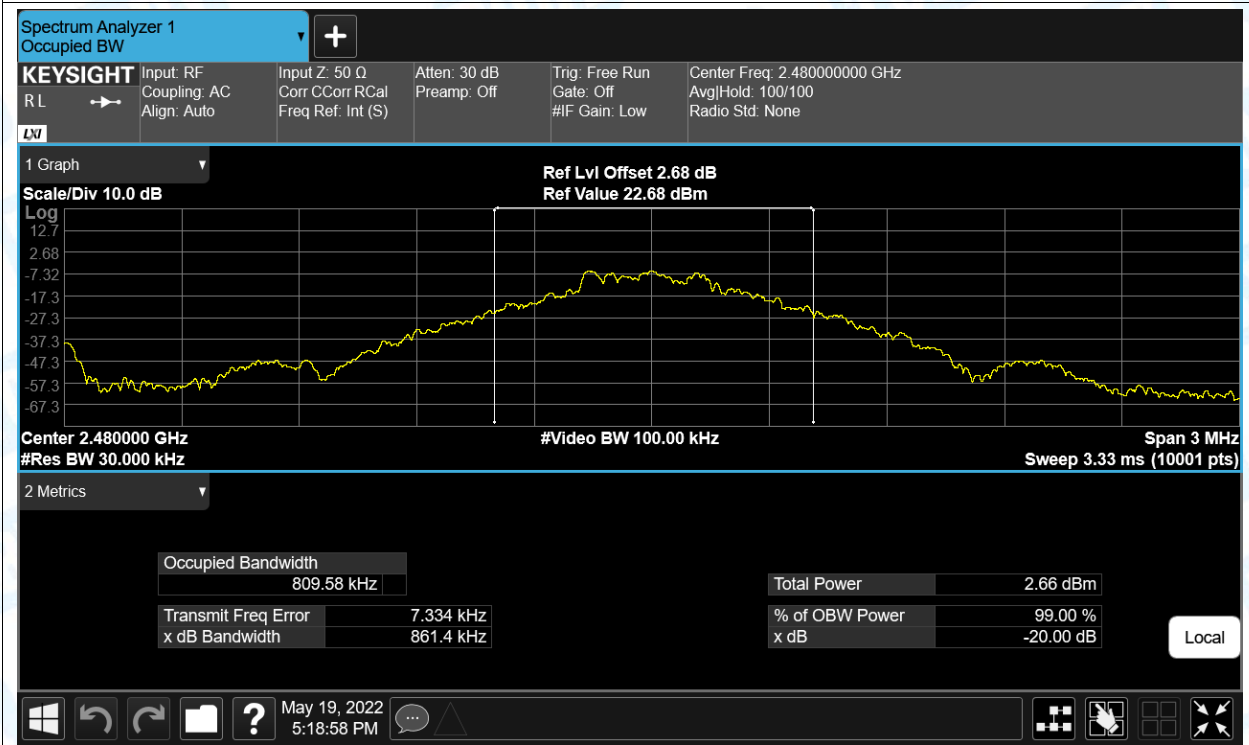 Spectrum Analyzer 1
Occupied BW
KEYSIGHT
R L
LXI
Input: RF
Coupling: AC
Align: Auto
Input Z: 50 Ω
Corr CCorr RCal
Freq Ref: Int (S)
Atten: 30 dB
Preamp: Off
Trig: Free Run
Gate: Off
#IF Gain: Low
Center Freq: 2.480000000 GHz
Avg|Hold: 100/100
Radio Std: None
1 Graph
Scale/Div 10.0 dB
Ref Lvl Offset 2.68 dB
Ref Value 22.68 dBm
Log
12.7
2.68
-7.32
-17.3
-27.3
-37.3
-47.3
-57.3
-67.3
Center 2.480000 GHz
#Video BW 100.00 kHz
Span 3 MHz
#Res BW 30.000 kHz
Sweep 3.33 ms (10001 pts)
2 Metrics
Occupied Bandwidth
809.58 kHz
Transmit Freq Error 7.334 kHz
x dB Bandwidth 861.4 kHz
Total Power 2.66 dBm
% of OBW Power 99.00 %
x dB -20.00 dB
Local
?
May 19, 2022
5:18:58 PM